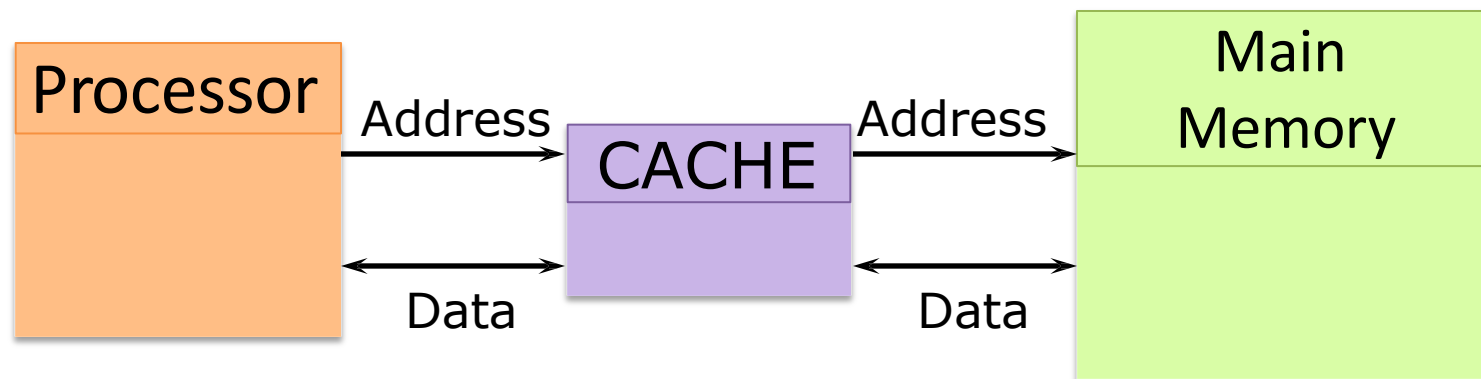 Processor
Address
CACHE
Address
Main
Memory
Data
Data